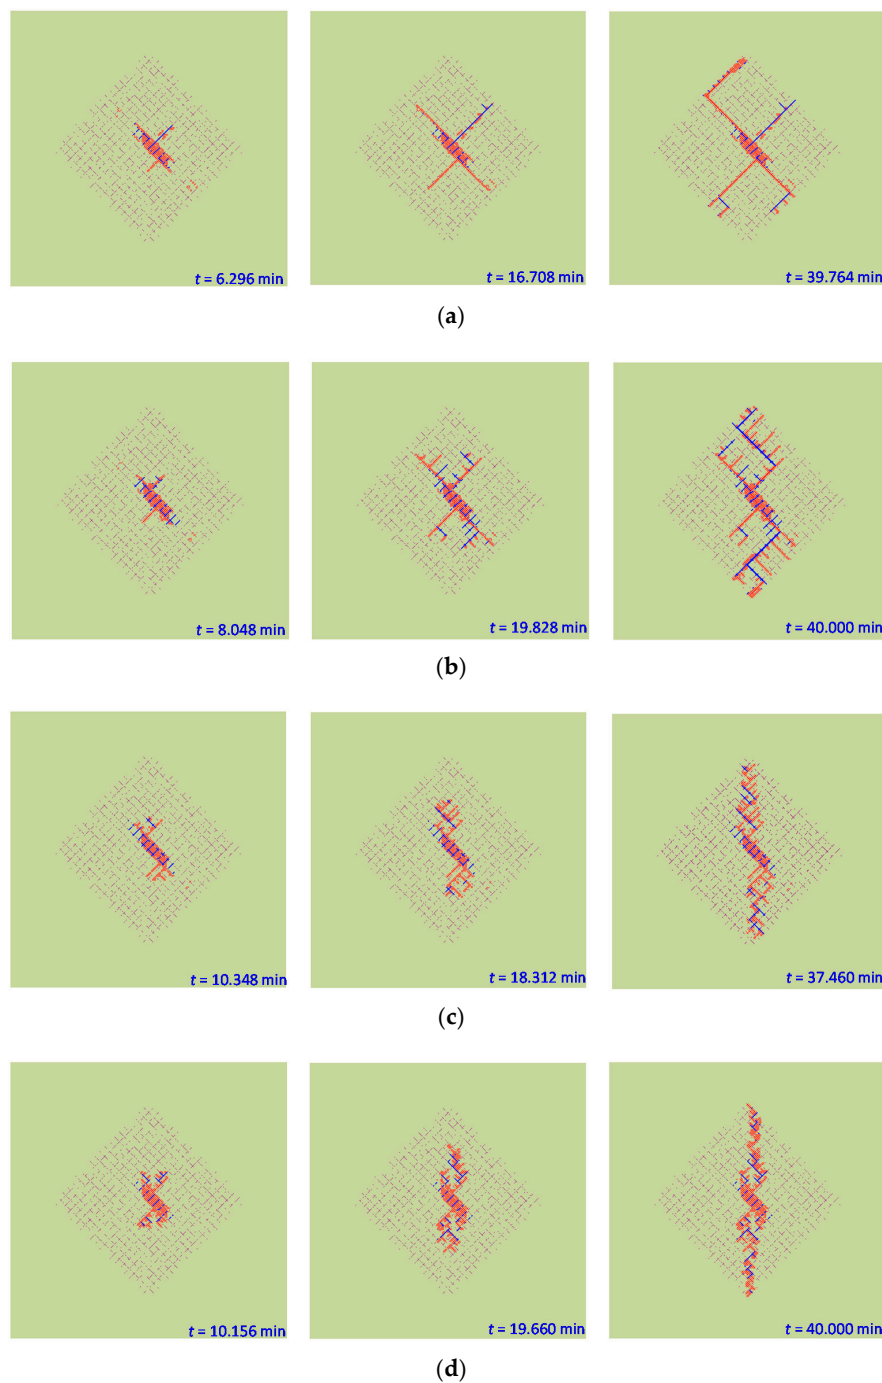 t = 6.296 min
t = 16.708 min
t = 39.764 min
(a)
t = 8.048 min
t = 19.828 min
t = 40.000 min
(b)
t = 10.348 min
t = 18.312 min
t = 37.460 min
(c)
t = 10.156 min
t = 19.660 min
t = 40.000 min
(d)